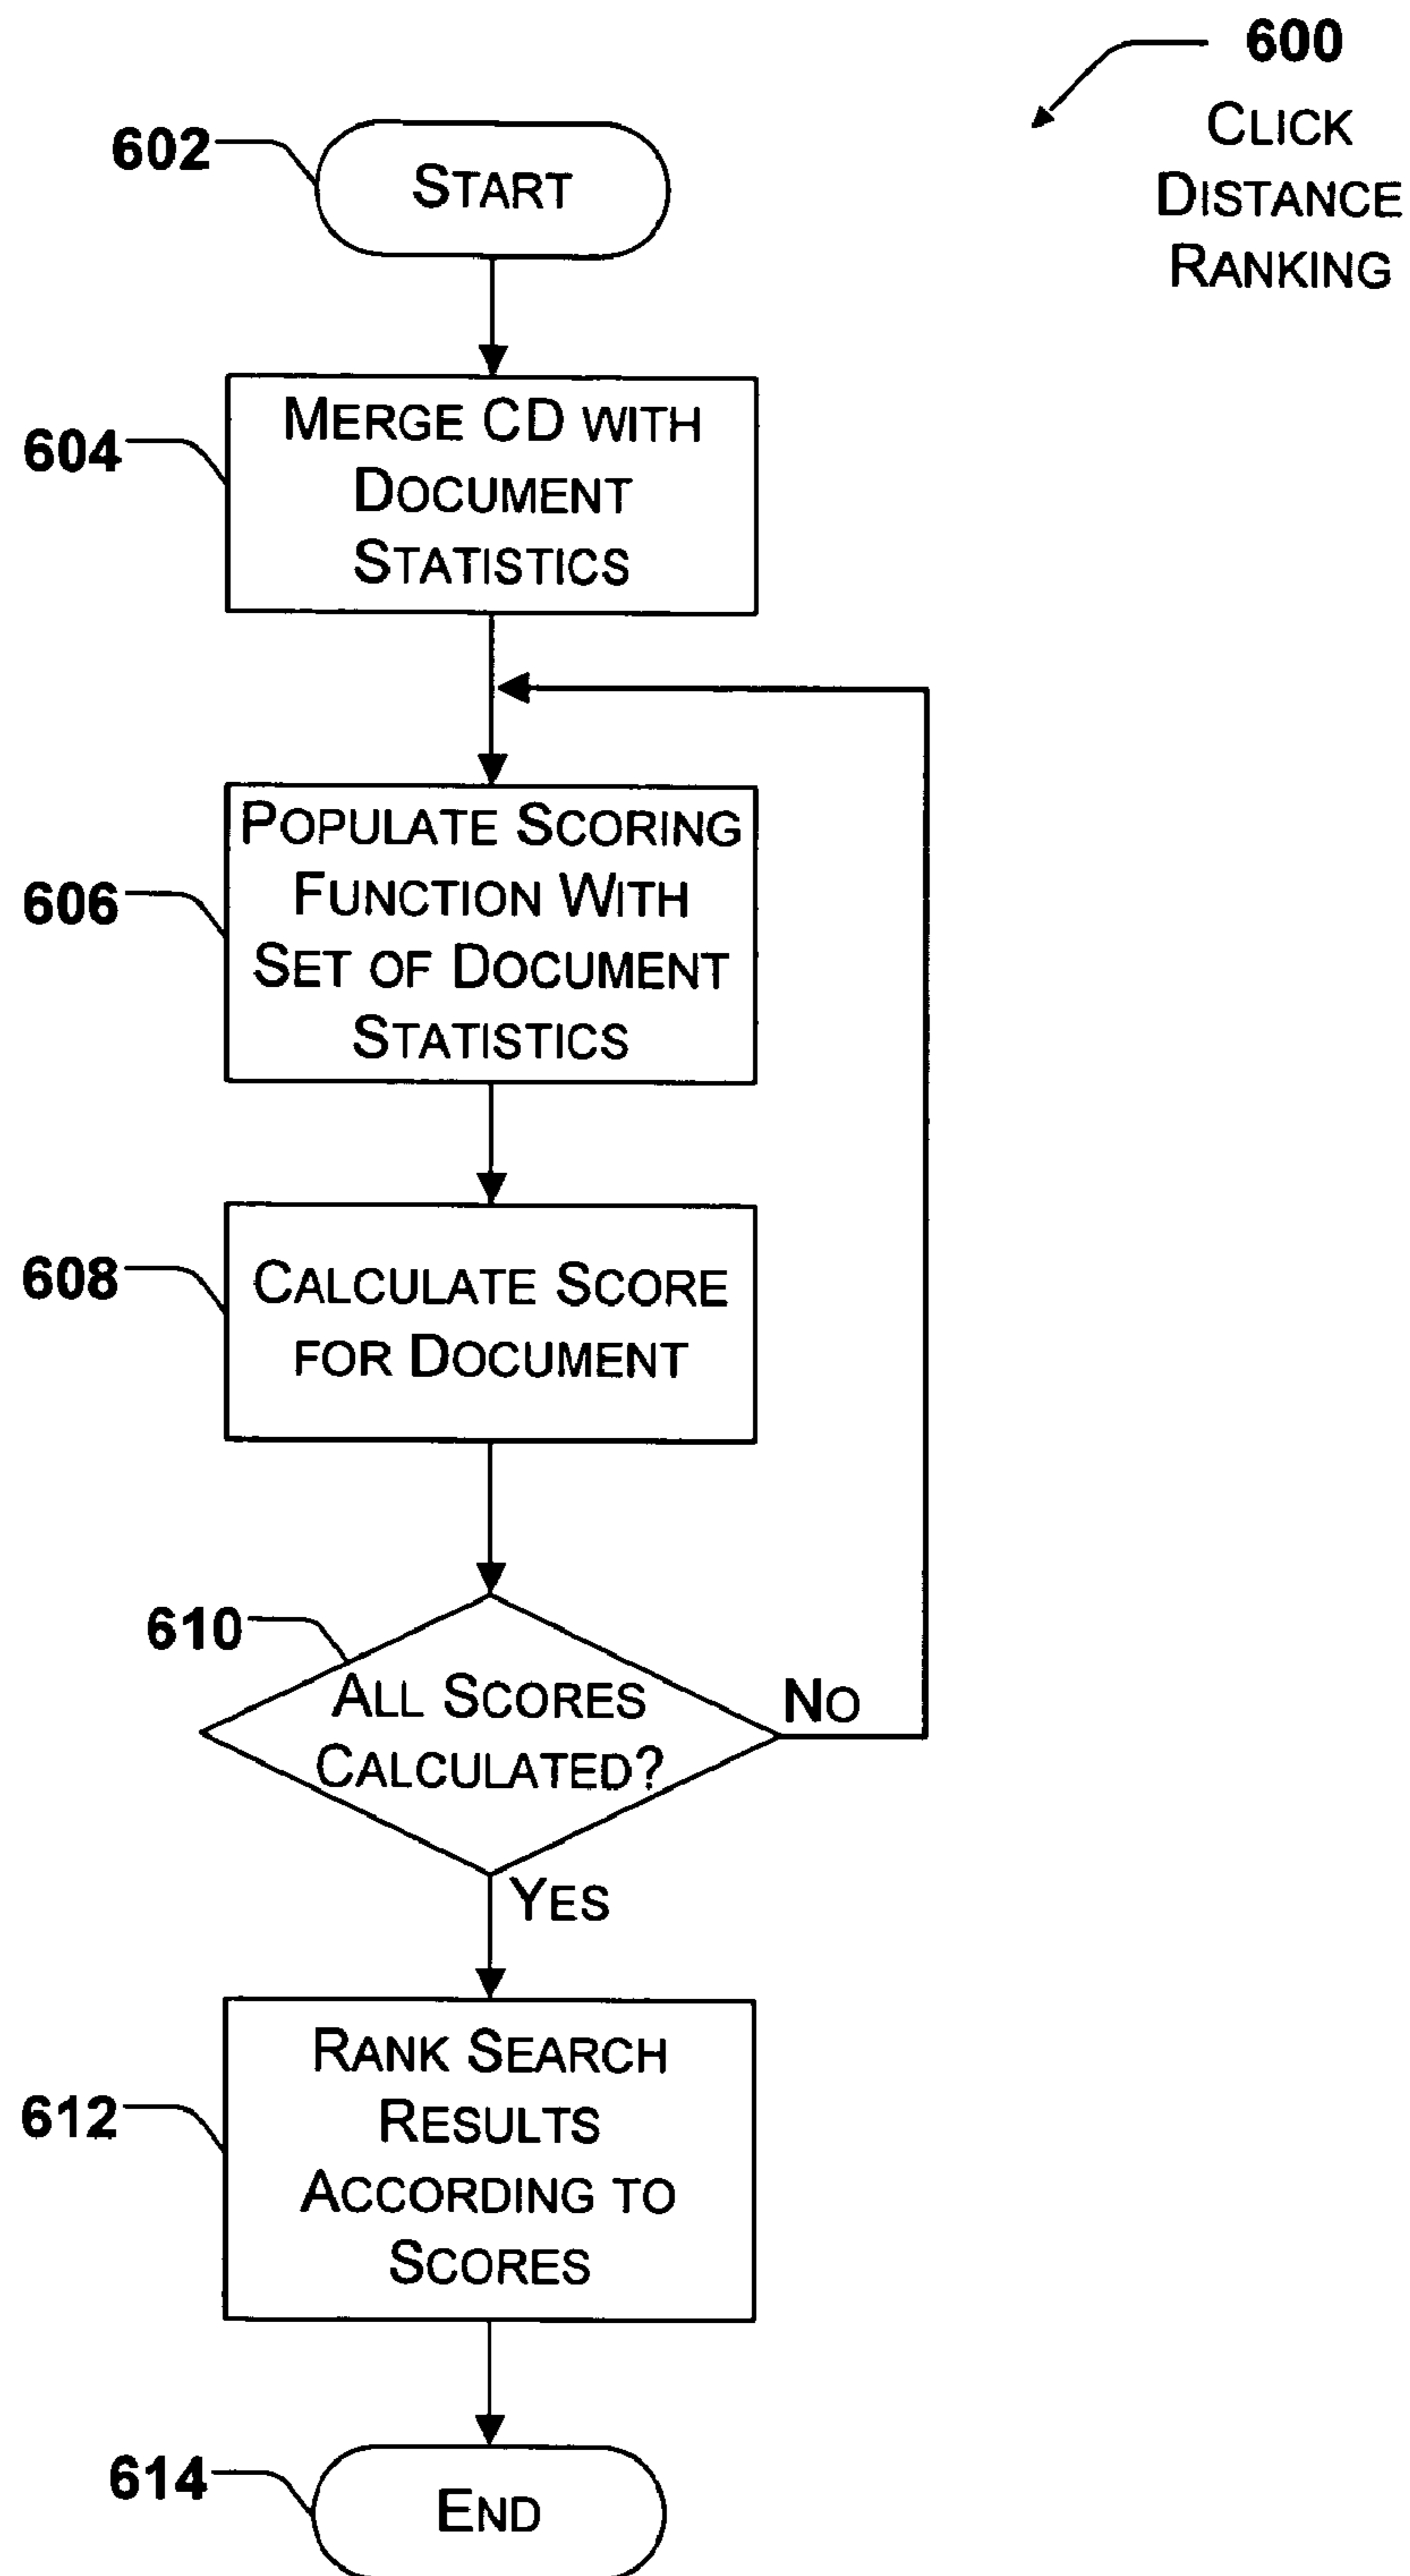 600
CLICK
DISTANCE
RANKING
602
START
604
MERGE CD WITH
DOCUMENT
STATISTICS
606
POPULATE SCORING
FUNCTION WITH
SET OF DOCUMENT
STATISTICS
608
CALCULATE SCORE
FOR DOCUMENT
610
ALL SCORES
CALCULATED?
NO
YES
612
RANK SEARCH
RESULTS
ACCORDING TO
SCORES
614
END